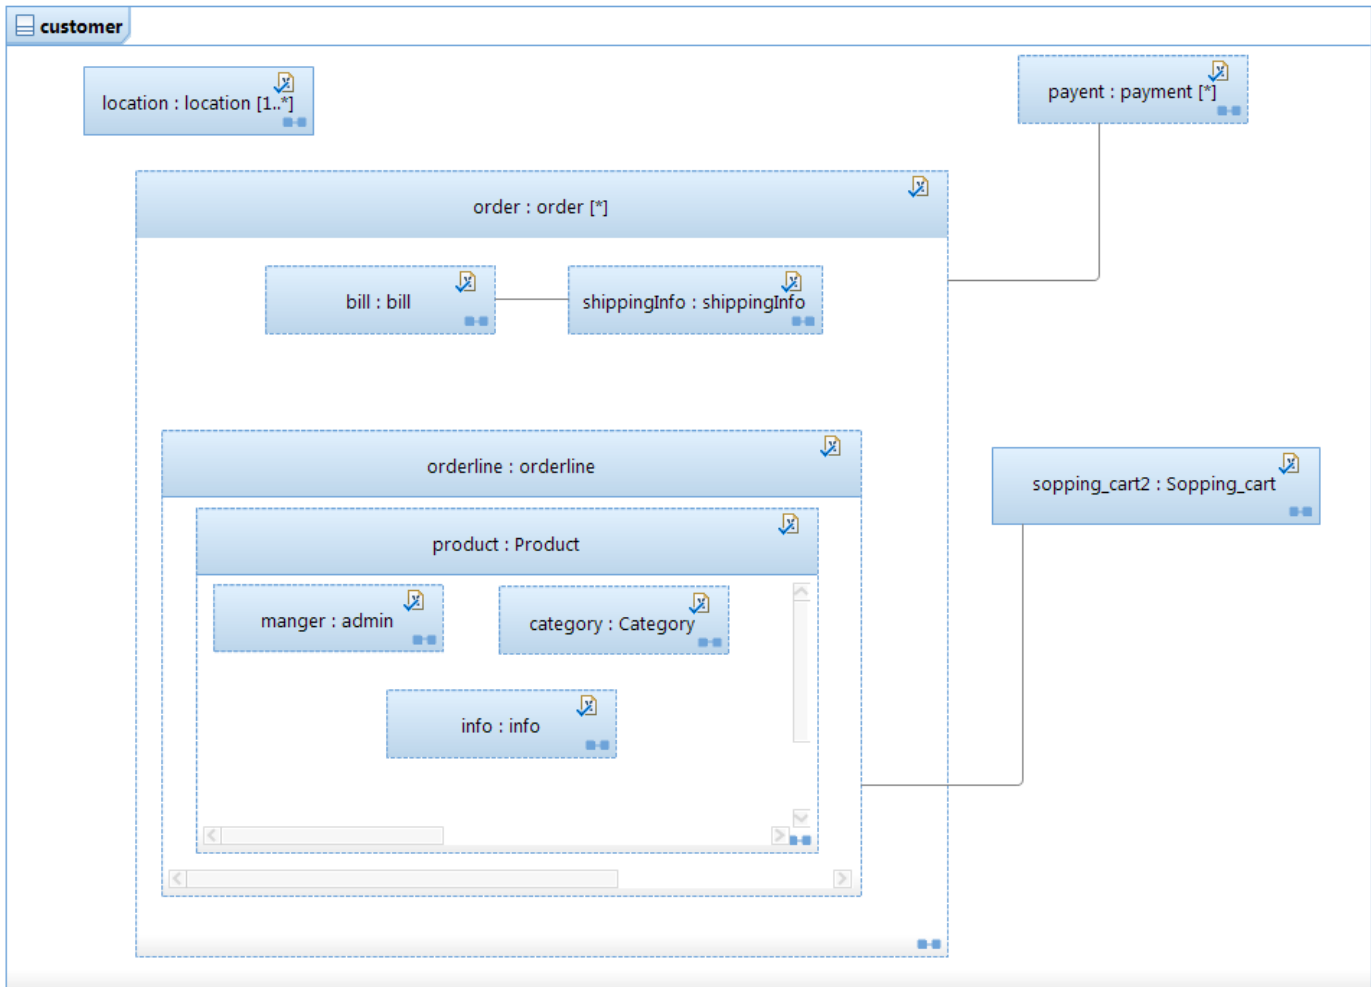 customer
location : location [1..*]
payent : payment [*]
order : order [*]
bill : bill
shippingInfo : shippingInfo
orderline : orderline
sopping_cart2 : Sopping_cart
product : Product
manger : admin
category : Category
info : info